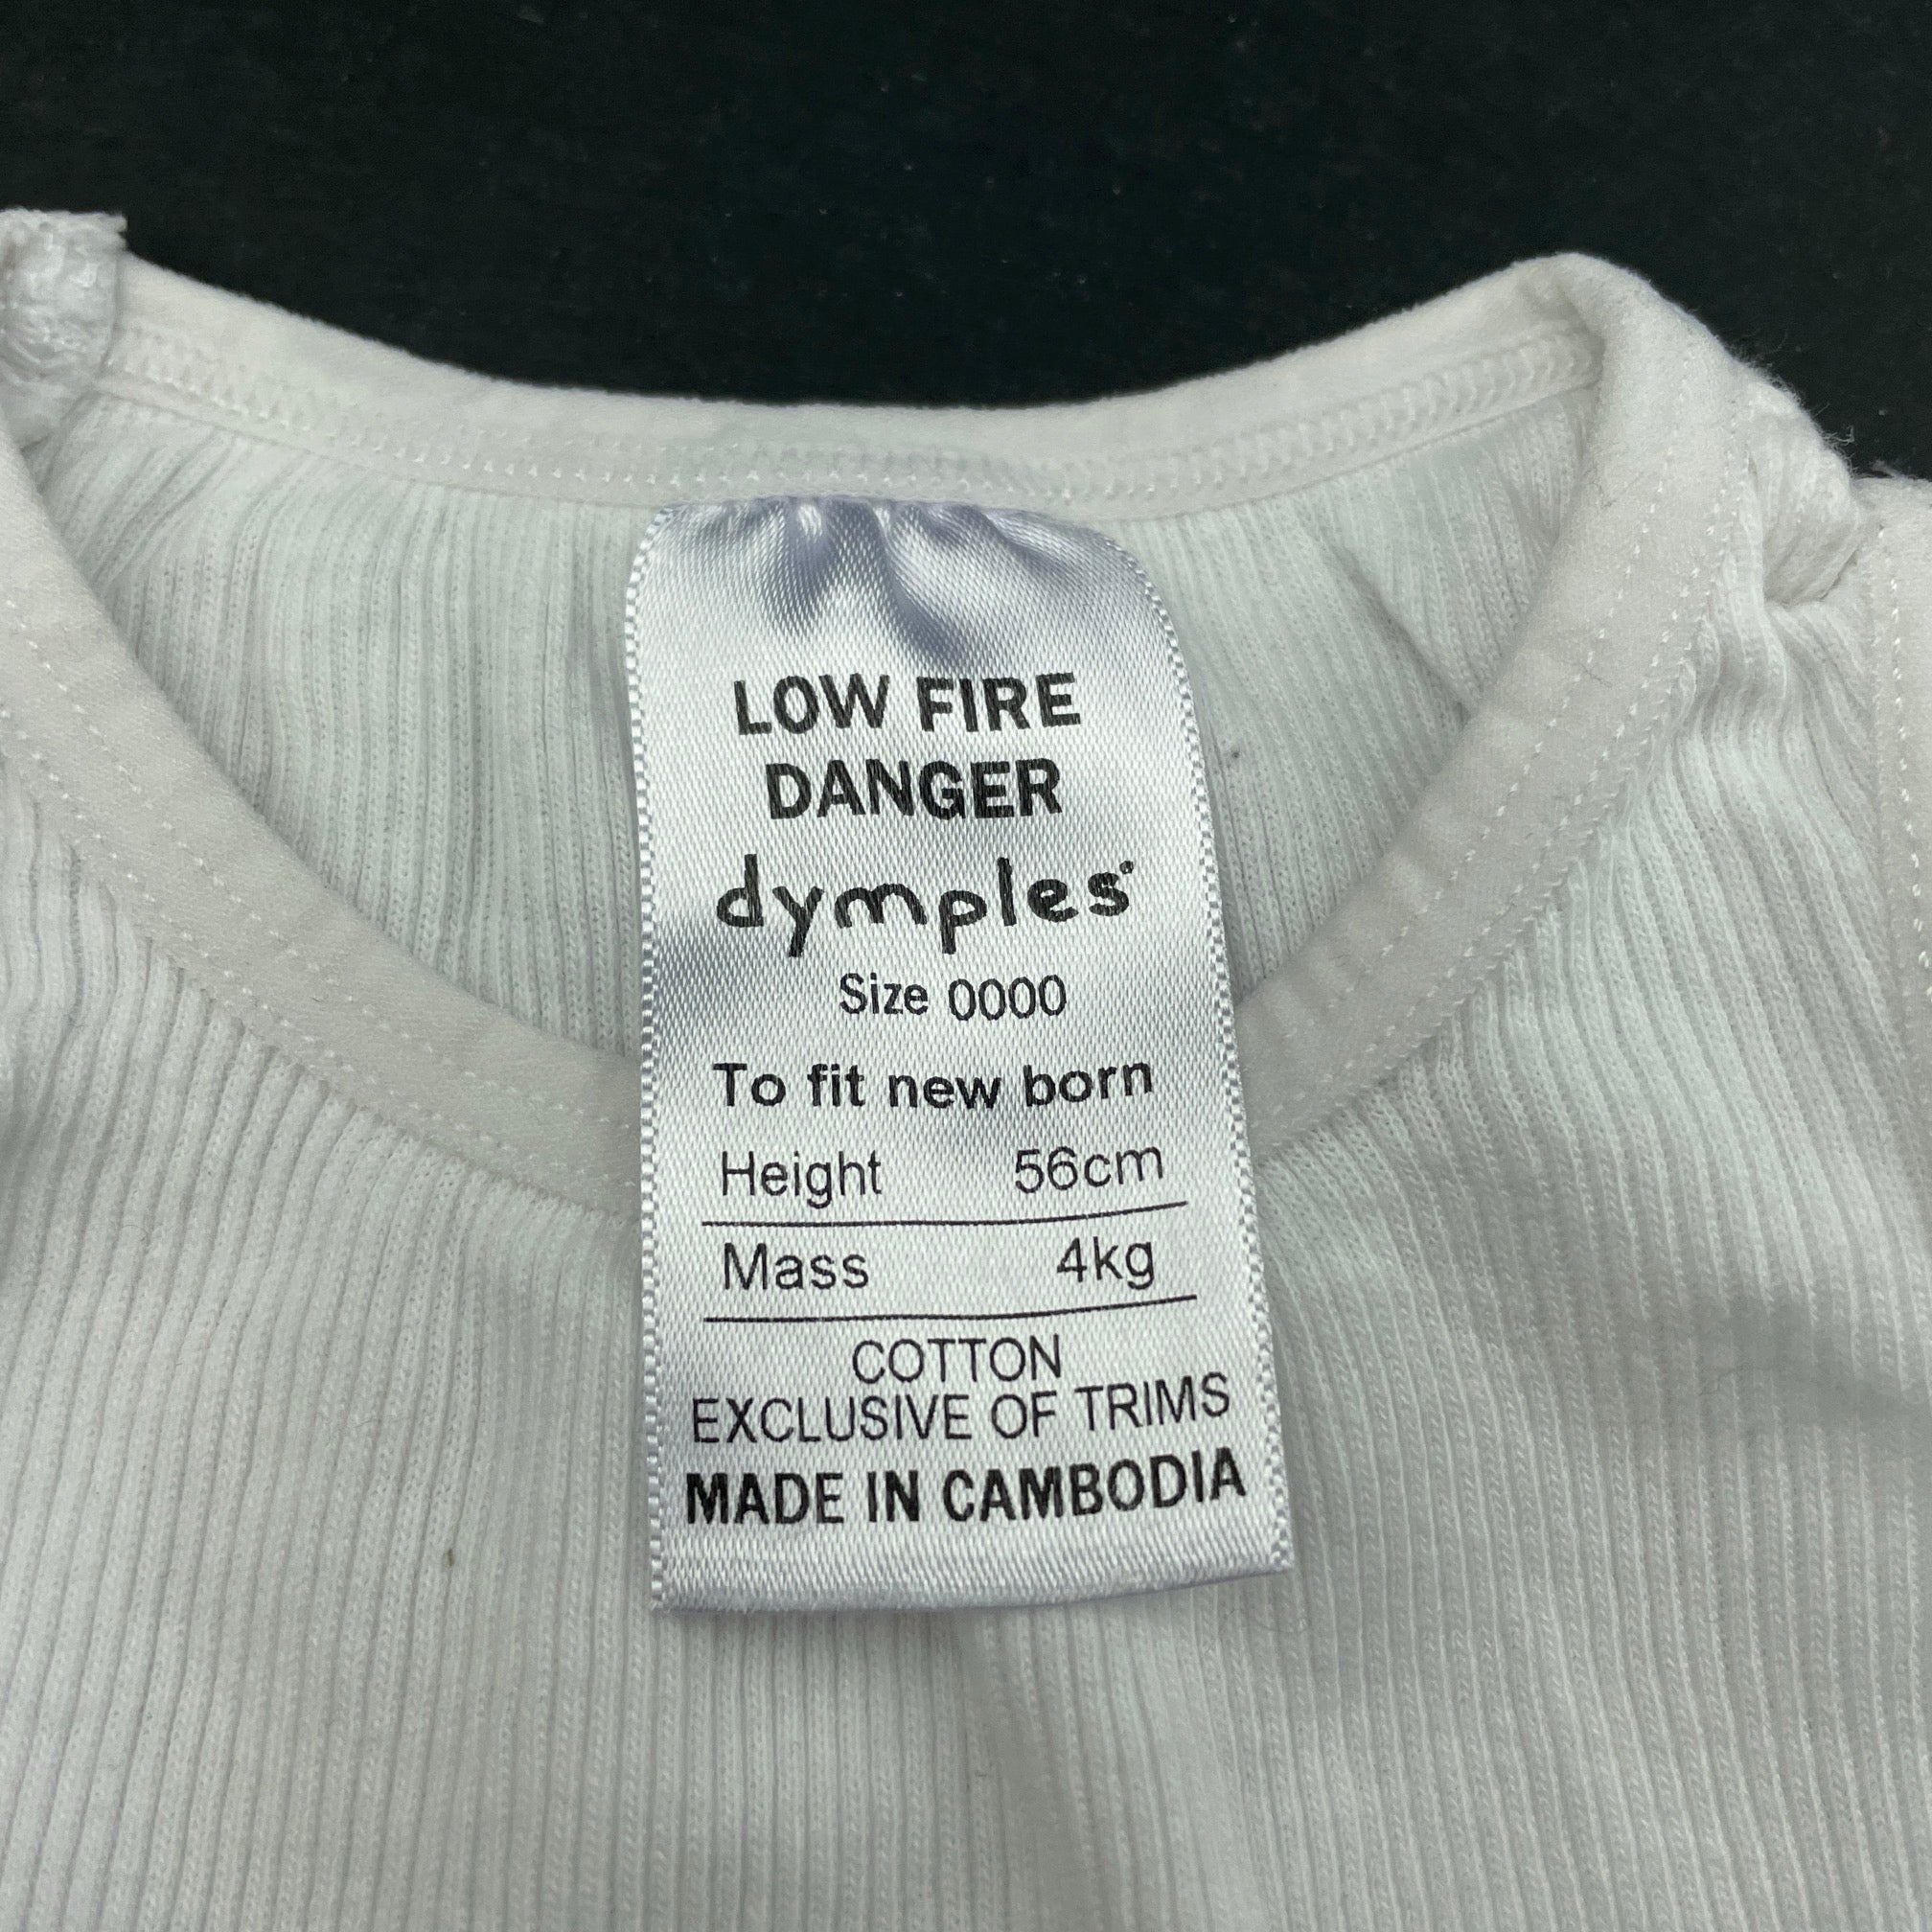 LOW FIRE
DANGER
dymples
Size 0000
To fit new born
Height 56cm
Mass 4kg
COTTON
EXCLUSIVE OF TRIMS
MADE IN CAMBODIA